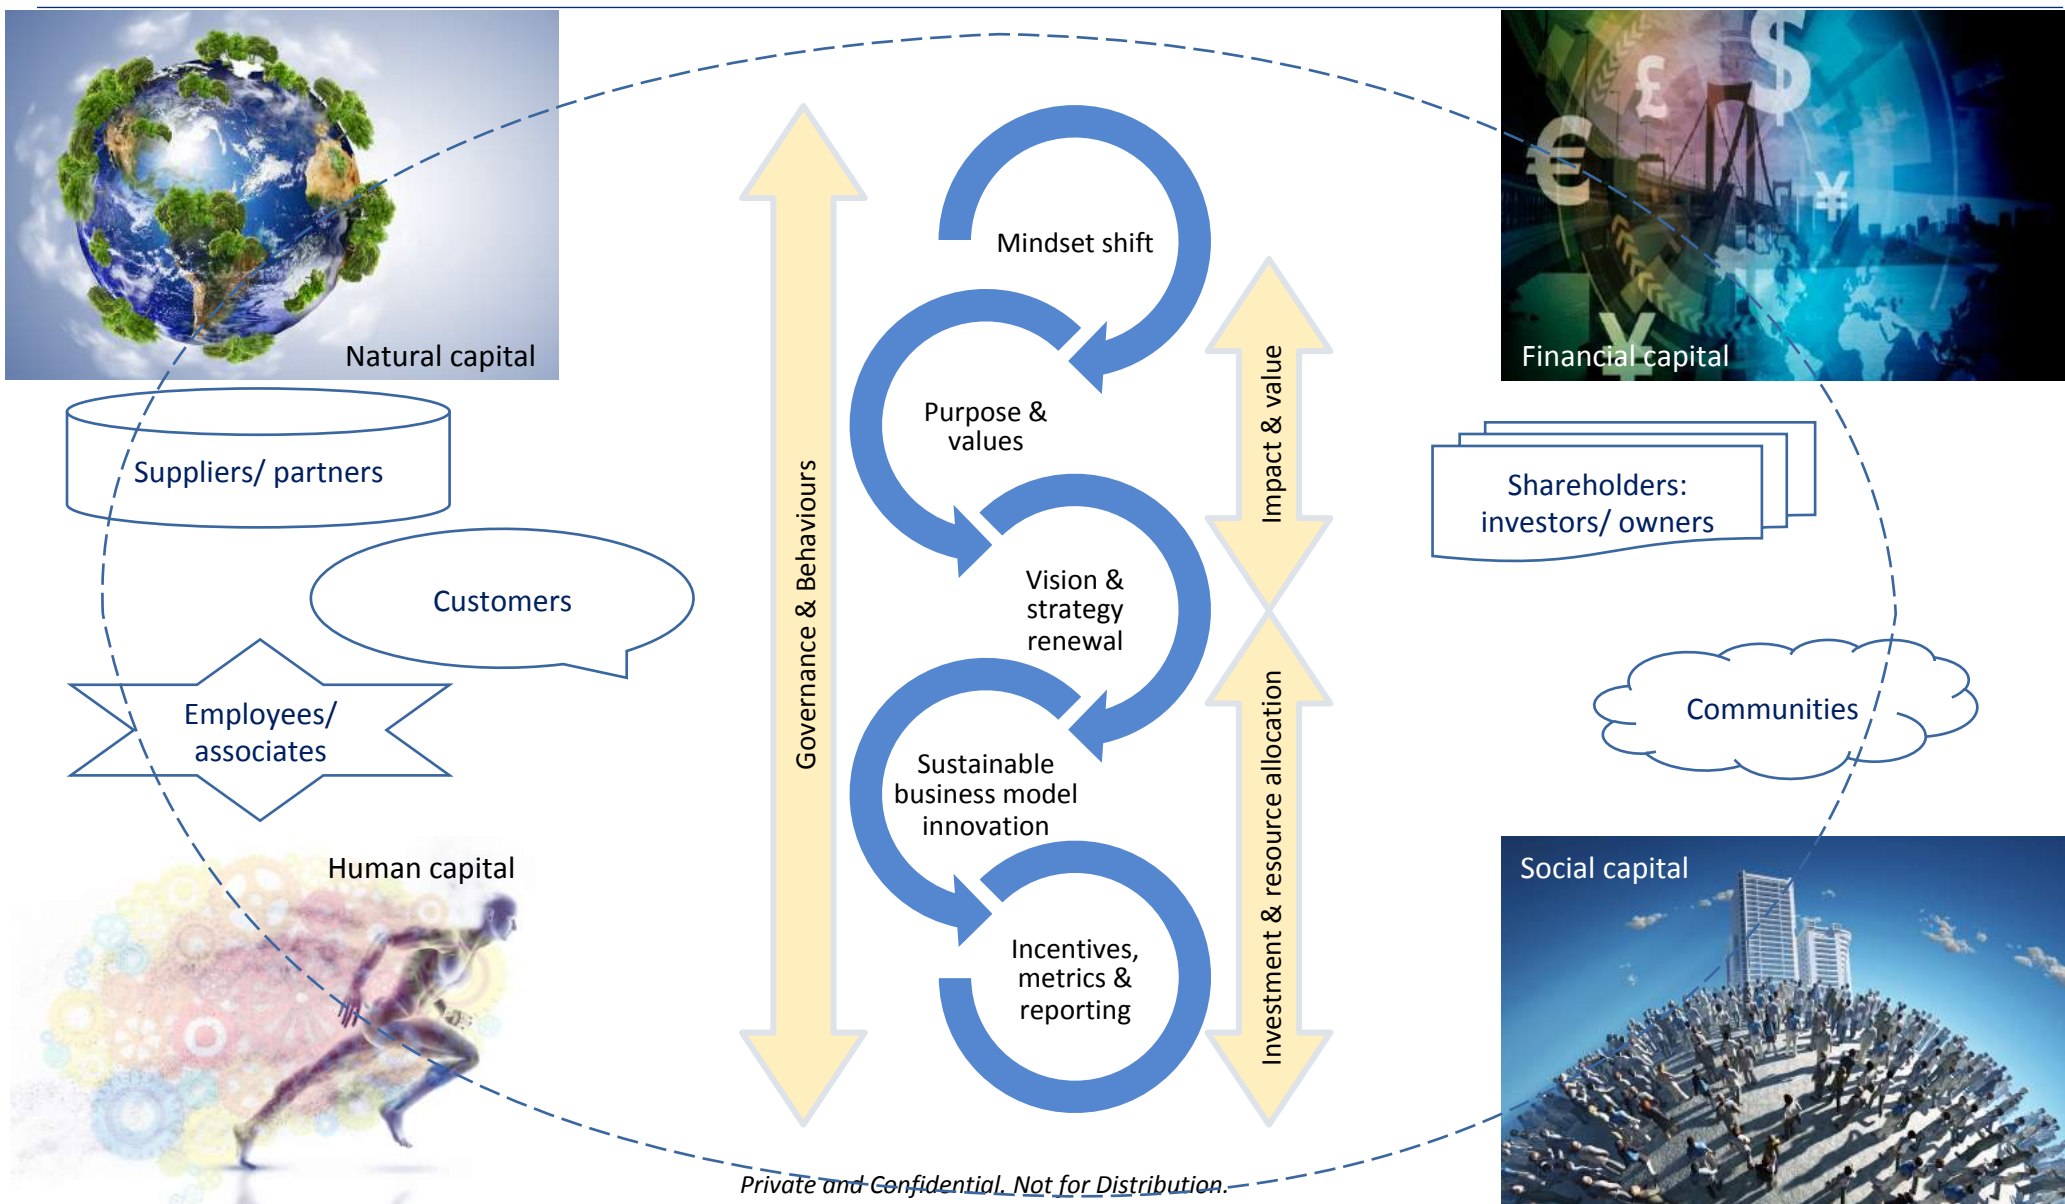 Natural capital
£
$
€
¥
¥
Financial capital
Suppliers/ partners
Customers
Employees/
associates
Human capital
Governance & Behaviours
Mindset shift
Purpose &
values
Vision &
strategy
renewal
Sustainable
business model
innovation
Incentives,
metrics &
reporting
Impact & value
Investment & resource allocation
Shareholders:
investors/ owners
Communities
Social capital
Private and Confidential. Not for Distribution.